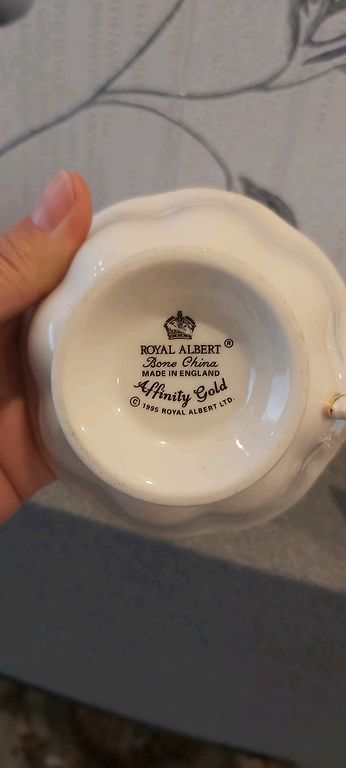 ROYAL ALBERT ®
Bone China
MADE IN ENGLAND
Affinity Gold
© 1995 ROYAL ALBERT LTD.